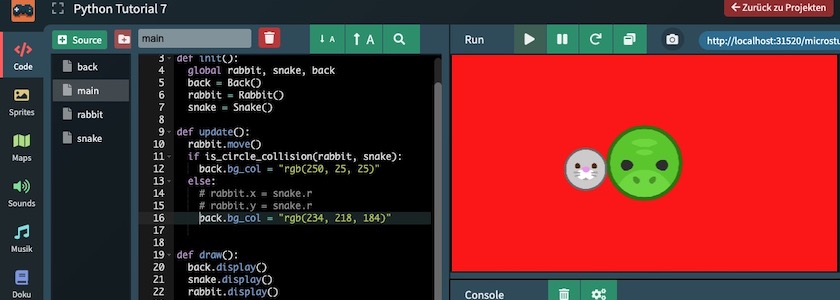 Python Tutorial 7
← Zurück zu Projekten
Source
main
↓ A
↑ A
Run
http://localhost:31520/microstu
Code
Sprites
Maps
Sounds
Musik
Doku
back
main
rabbit
snake
3 def init():
4 global rabbit, snake, back
5 back = Back()
6 rabbit = Rabbit()
7 snake = Snake()
8
9 def update():
10 rabbit.move()
11 if is_circle_collision(rabbit, snake):
12 back.bg_col = "rgb(250, 25, 25)"
13 else:
14 # rabbit.x = snake.r
15 # rabbit.y = snake.r
16 back.bg_col = "rgb(234, 218, 184)"
17
18
19 def draw():
20 back.display()
21 snake.display()
22 rabbit.display()
Console